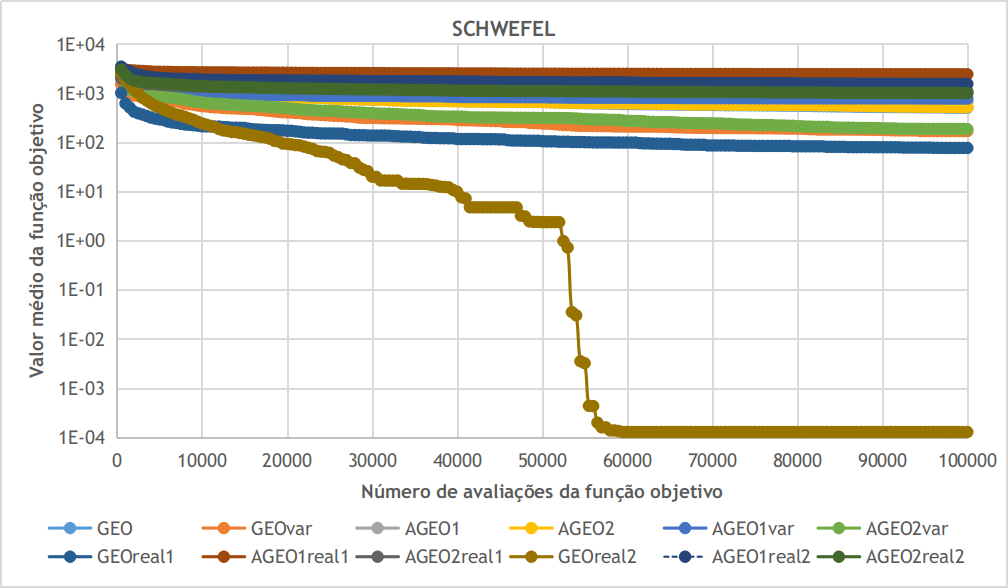 SCHWEFEL
Valor médio da função objetivo
1E+04
1E+03
1E+02
1E+01
1E+00
1E-01
1E-02
1E-03
1E-04
0 10000 20000 30000 40000 50000 60000 70000 80000 90000 100000
Número de avaliações da função objetivo
GEO GEOvar AGEO1 AGEO2 AGEO1var AGEO2var
GEOreal1 AGEO1real1 AGEO2real1 GEOreal2 AGEO1real2 AGEO2real2